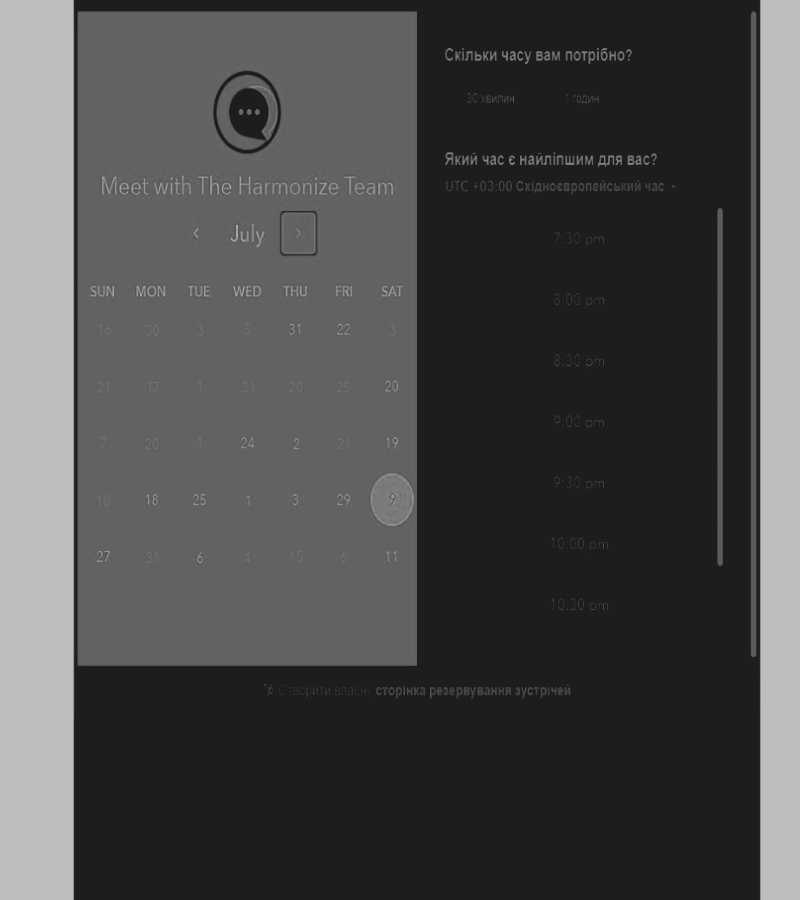 Meet with The Harmonize Team
July
SUN MON TUE WED THU FRI SAT
16 30 3 5 31 22 3
21 17 11 31 20 25 20
7 20 11 24 2 21 19
18 18 25 1 3 29 9
27 31 6 4 15 6 11
Скільки часу вам потрібно?
30 хвилин 1 годин
Який час є найліпшим для вас?
UTC +03:00 Східноєвропейський час
7:30 pm
8:00 pm
8:30 pm
9:00 pm
9:30 pm
10:00 pm
10:30 pm
Створити власну сторінка резервування зустрічей